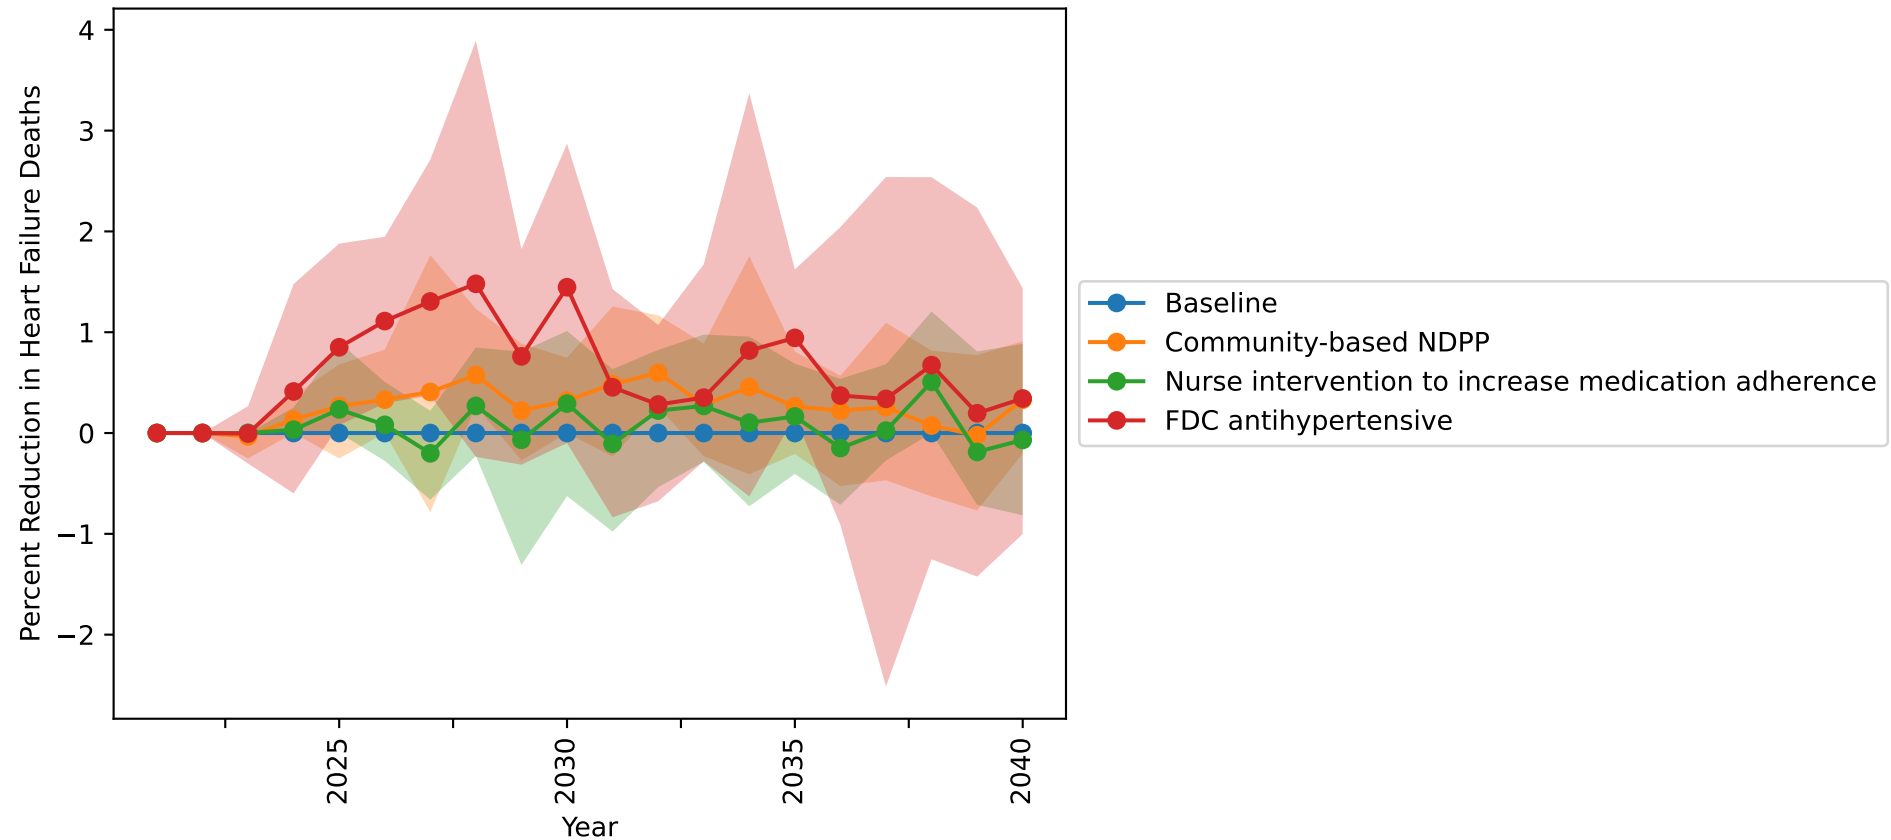 4
3
2
1
0
−1
−2
Percent Reduction in Heart Failure Deaths
2025
2030
2035
2040
Year
Baseline
Community-based NDPP
Nurse intervention to increase medication adherence
FDC antihypertensive